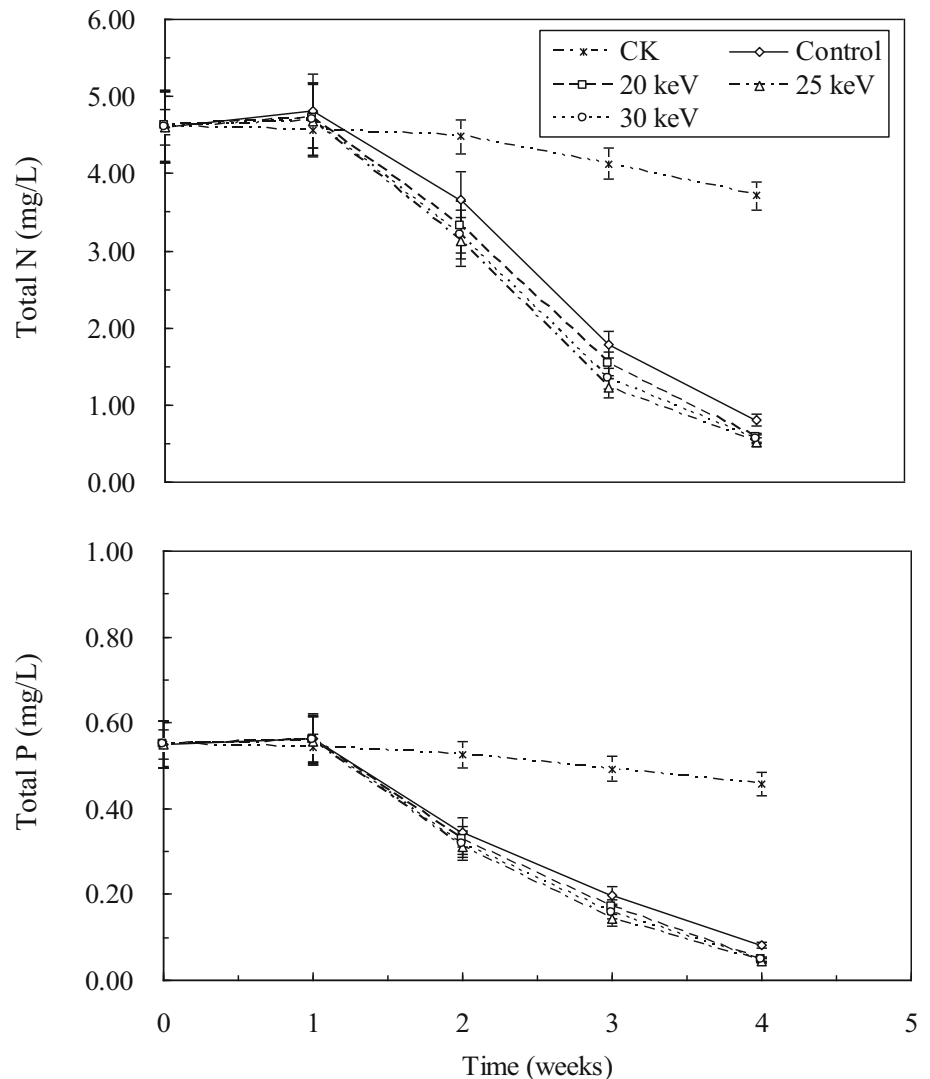 6.00
5.00
4.00
3.00
2.00
1.00
0.00
Total N (mg/L)
CK
Control
20 keV
25 keV
30 keV
1.00
0.80
0.60
0.40
0.20
0.00
Total P (mg/L)
0 1 2 3 4 5
Time (weeks)